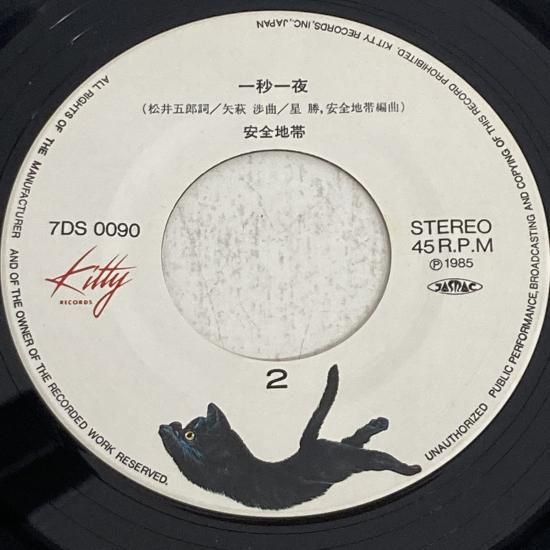 一秒一夜
(松井五郎詞／矢萩 渉曲／星 勝,安全地帯編曲)
安全地帯
7DS 0090
Kitty
RECORDS
STEREO
45 R.P.M
Ⓟ1985
JASRAC
2
ALL RIGHTS OF THE MANUFACTURER AND OF THE OWNER OF THE RECORDED WORK RESERVED.
UNAUTHORIZED PUBLIC PERFORMANCE, BROADCASTING AND COPYING OF THIS RECORD PROHIBITED. KITTY RECORDS, INC., JAPAN